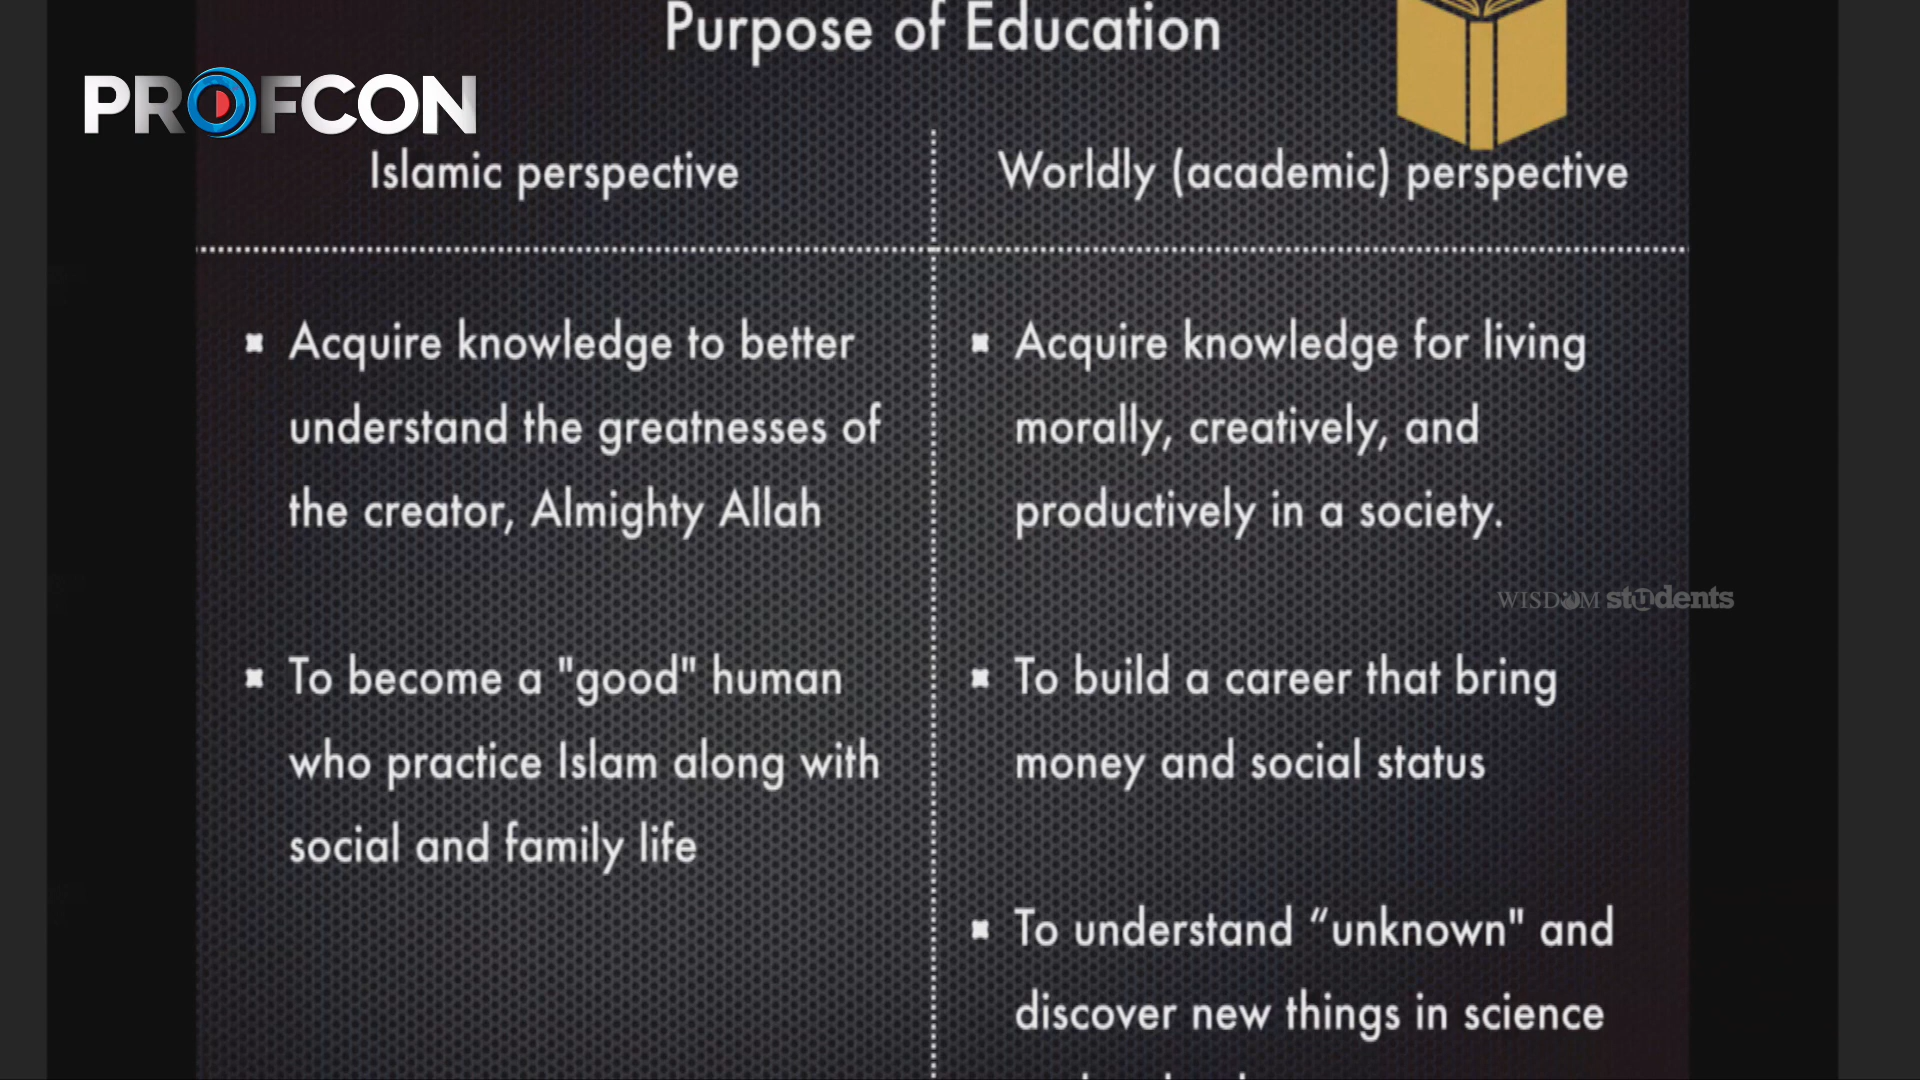 Purpose of Education
PROFCON
Islamic perspective
Worldly (academic) perspective
Acquire knowledge to better
understand the greatnesses of
the creator, Almighty Allah
To become a "good" human
who practice Islam along with
social and family life
Acquire knowledge for living
morally, creatively, and
productively in a society.
To build a career that bring
money and social status
To understand “unknown" and
discover new things in science
WISDOM students